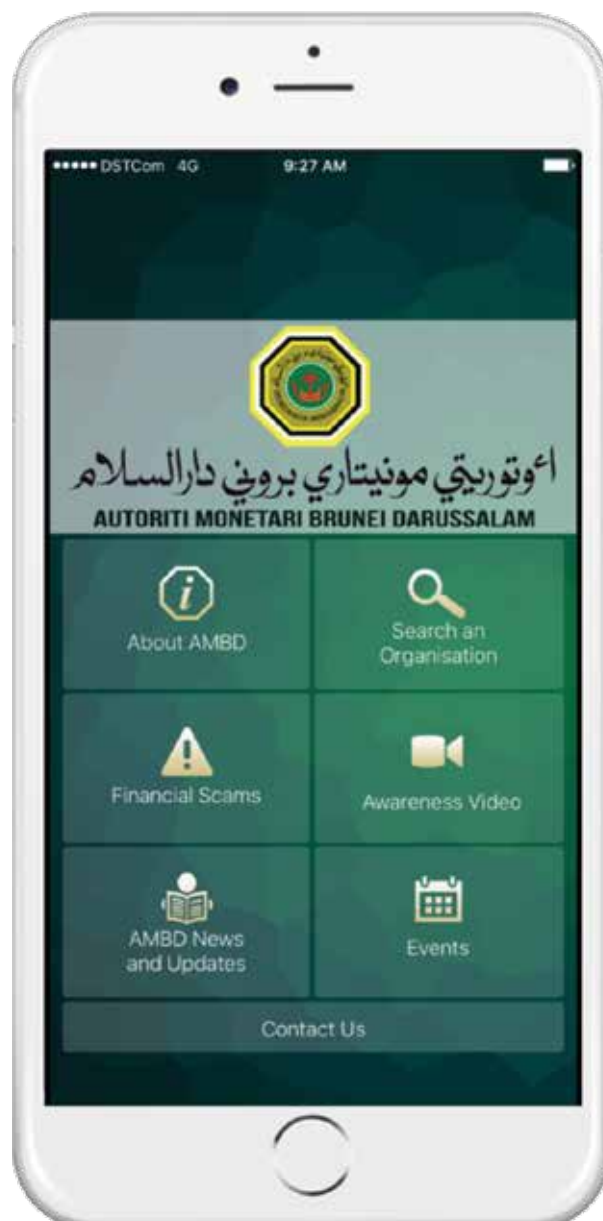 DSTCom 4G 9:27 AM
اءوتوريتي مونيتاري بروني دارالسلام
AUTORITI MONETARI BRUNEI DARUSSALAM
About AMBD
Search an
Organisation
Financial Scams
Awareness Video
AMBD News
and Updates
Events
Contact Us